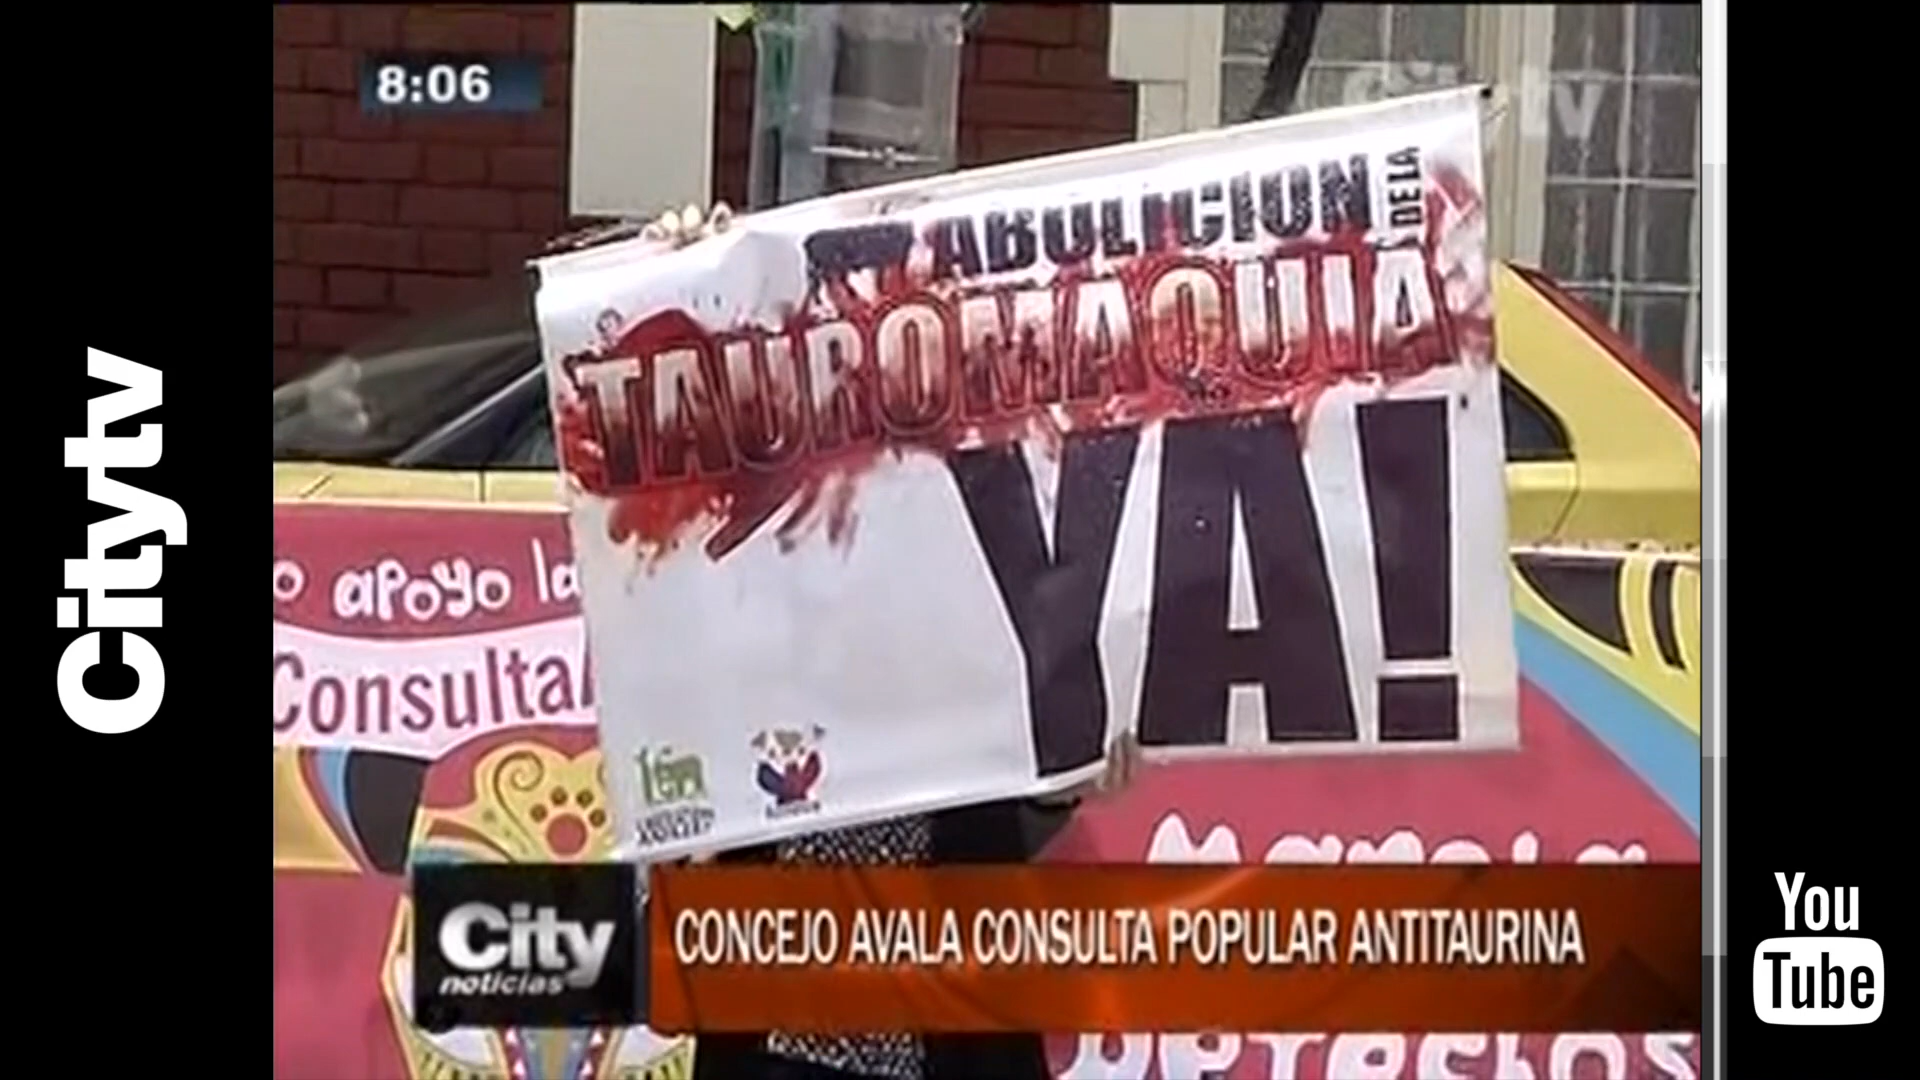 8:06
tv
ABOLICION DE LA
TAUROMAQUIA
YA!
o apoyo la
Consulta
City
noticias
CONCEJO AVALA CONSULTA POPULAR ANTITAURINA
Citytv
You
Tube